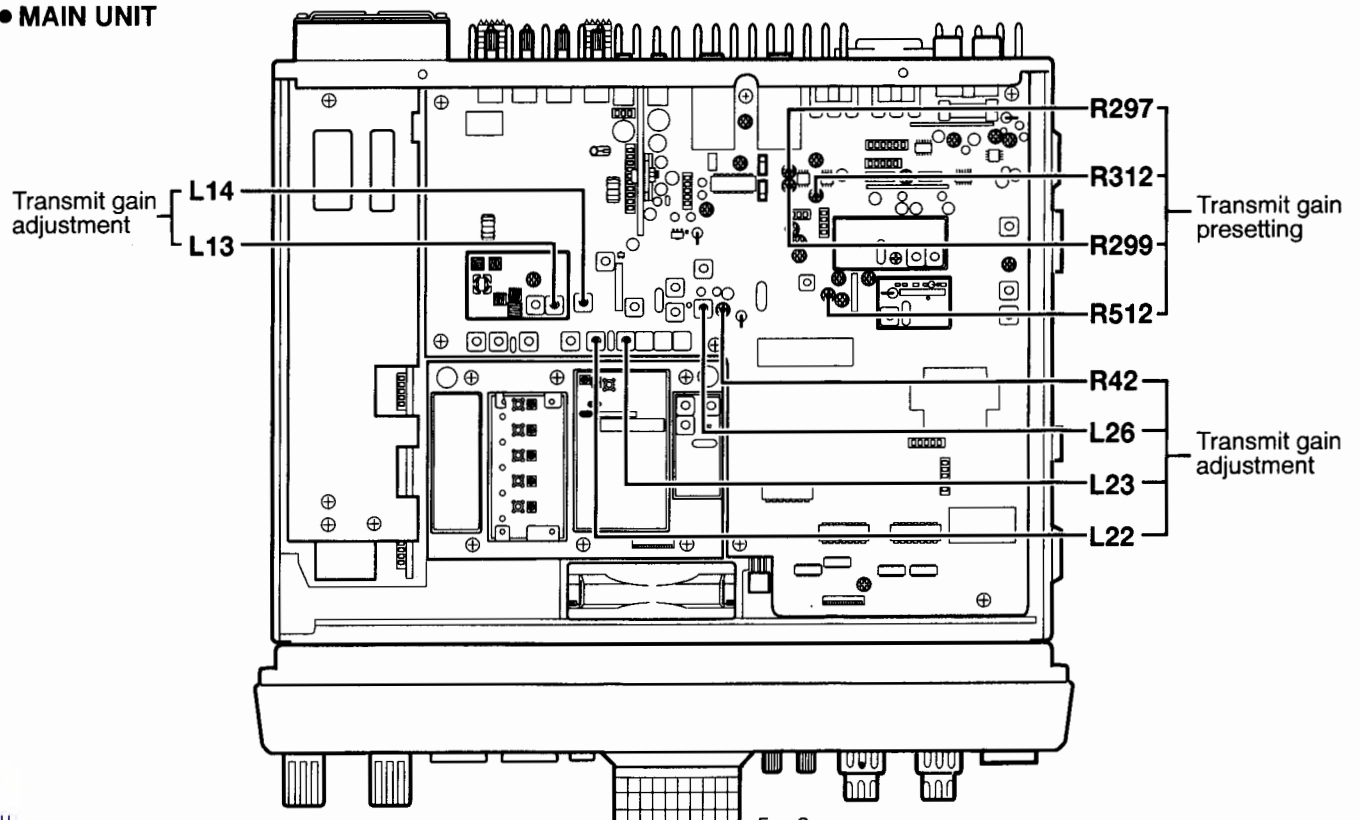 • MAIN UNIT
Transmit gain
adjustment
L14
L13
R297
R312
R299
R512
Transmit gain
presetting
R42
L26
L23
L22
Transmit gain
adjustment